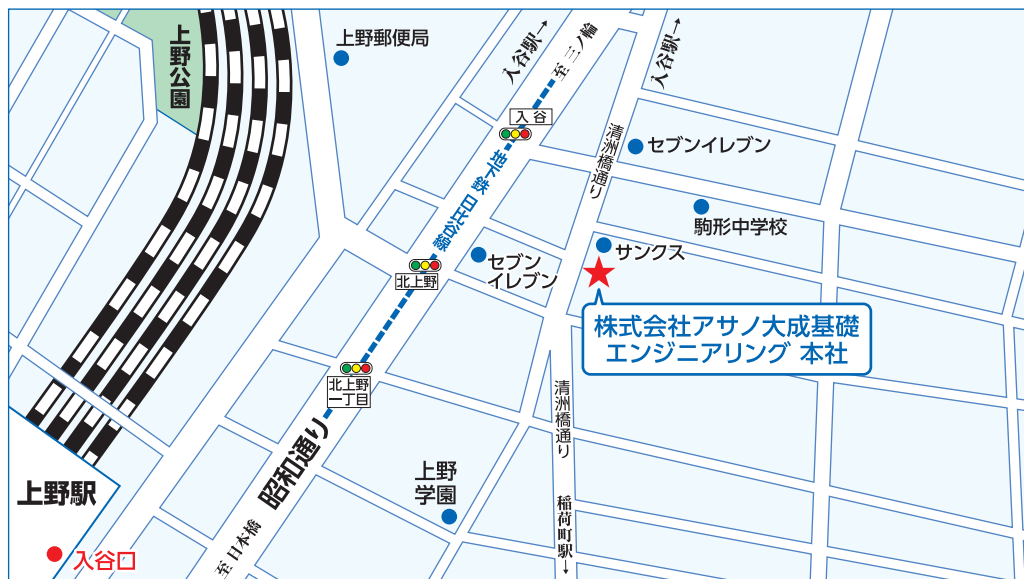 上野郵便局
上野公園
入谷駅→
至 三ノ輪
入谷駅→
入谷
清洲橋通り
セブンイレブン
地下鉄 日比谷線
駒形中学校
サンクス
北上野
セブン
イレブン
株式会社アサノ大成基礎
エンジニアリング 本社
北上野
一丁目
清洲橋通り
昭和通り
上野
学園
上野駅
稲荷町駅→
至 日本橋
入谷口